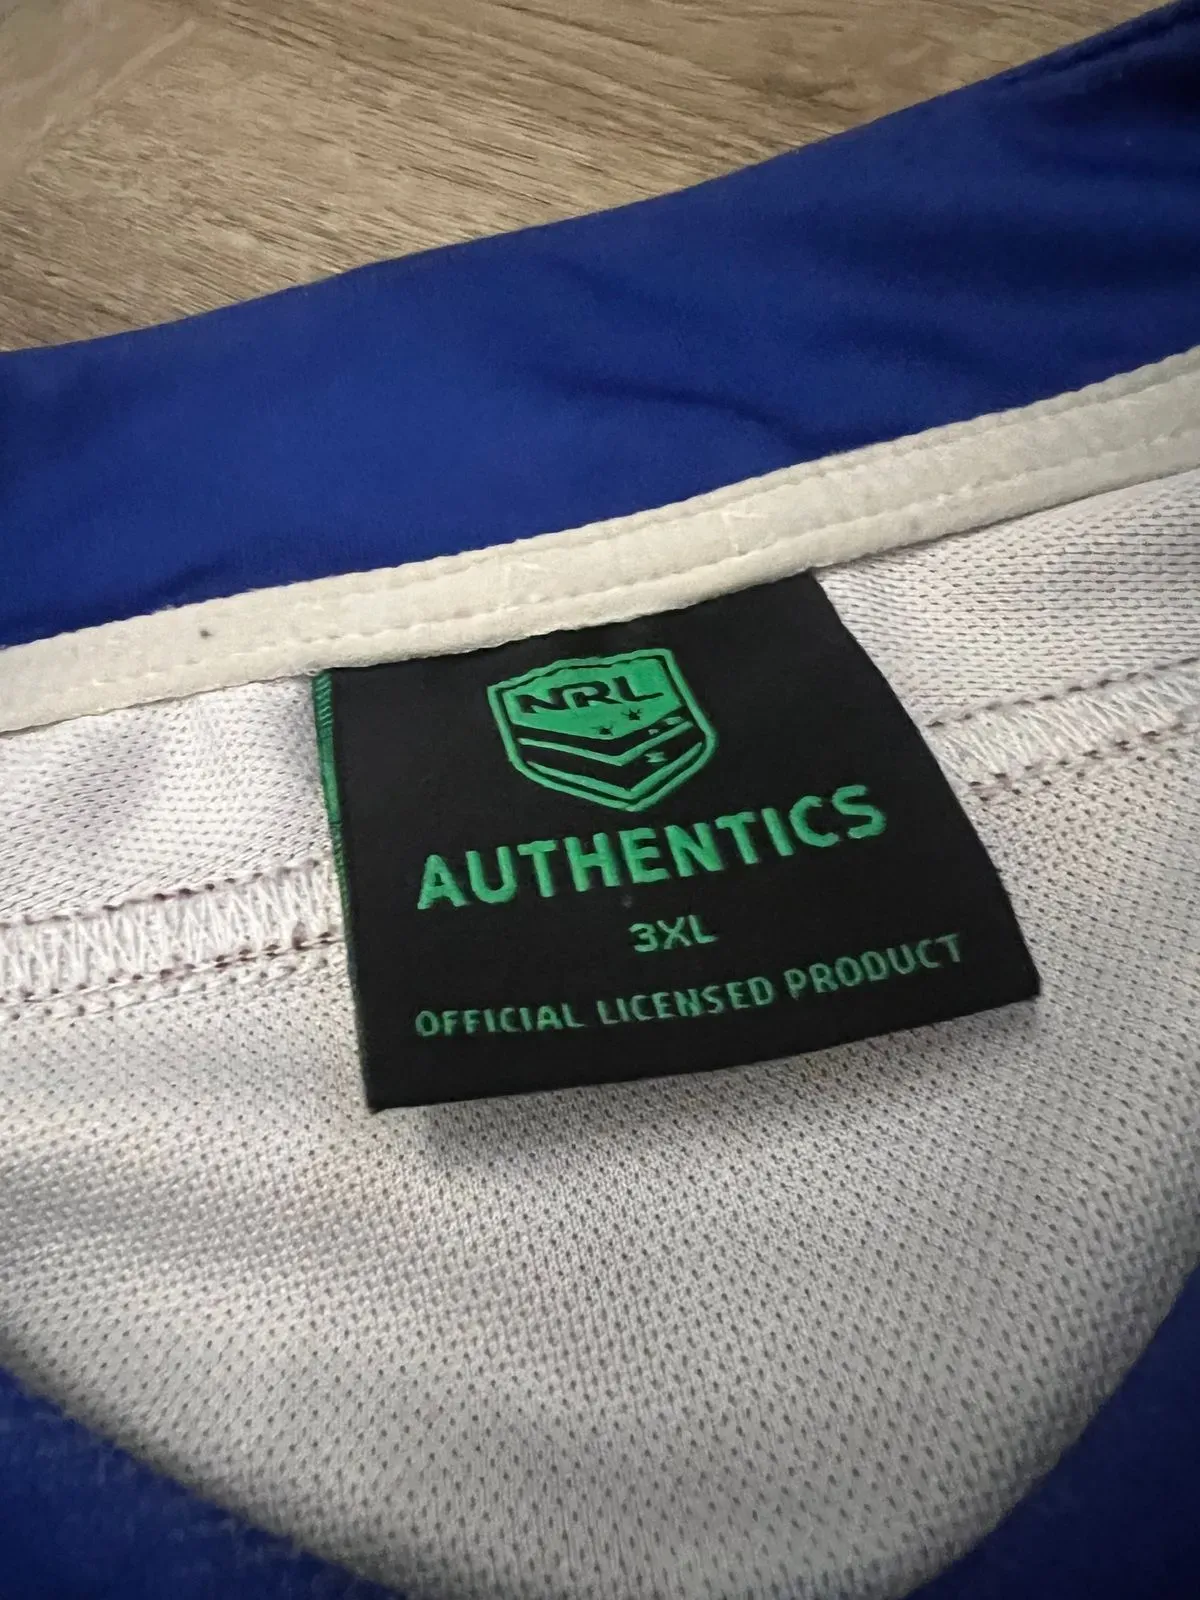 NRL
AUTHENTICS
3XL
OFFICIAL LICENSED PRODUCT